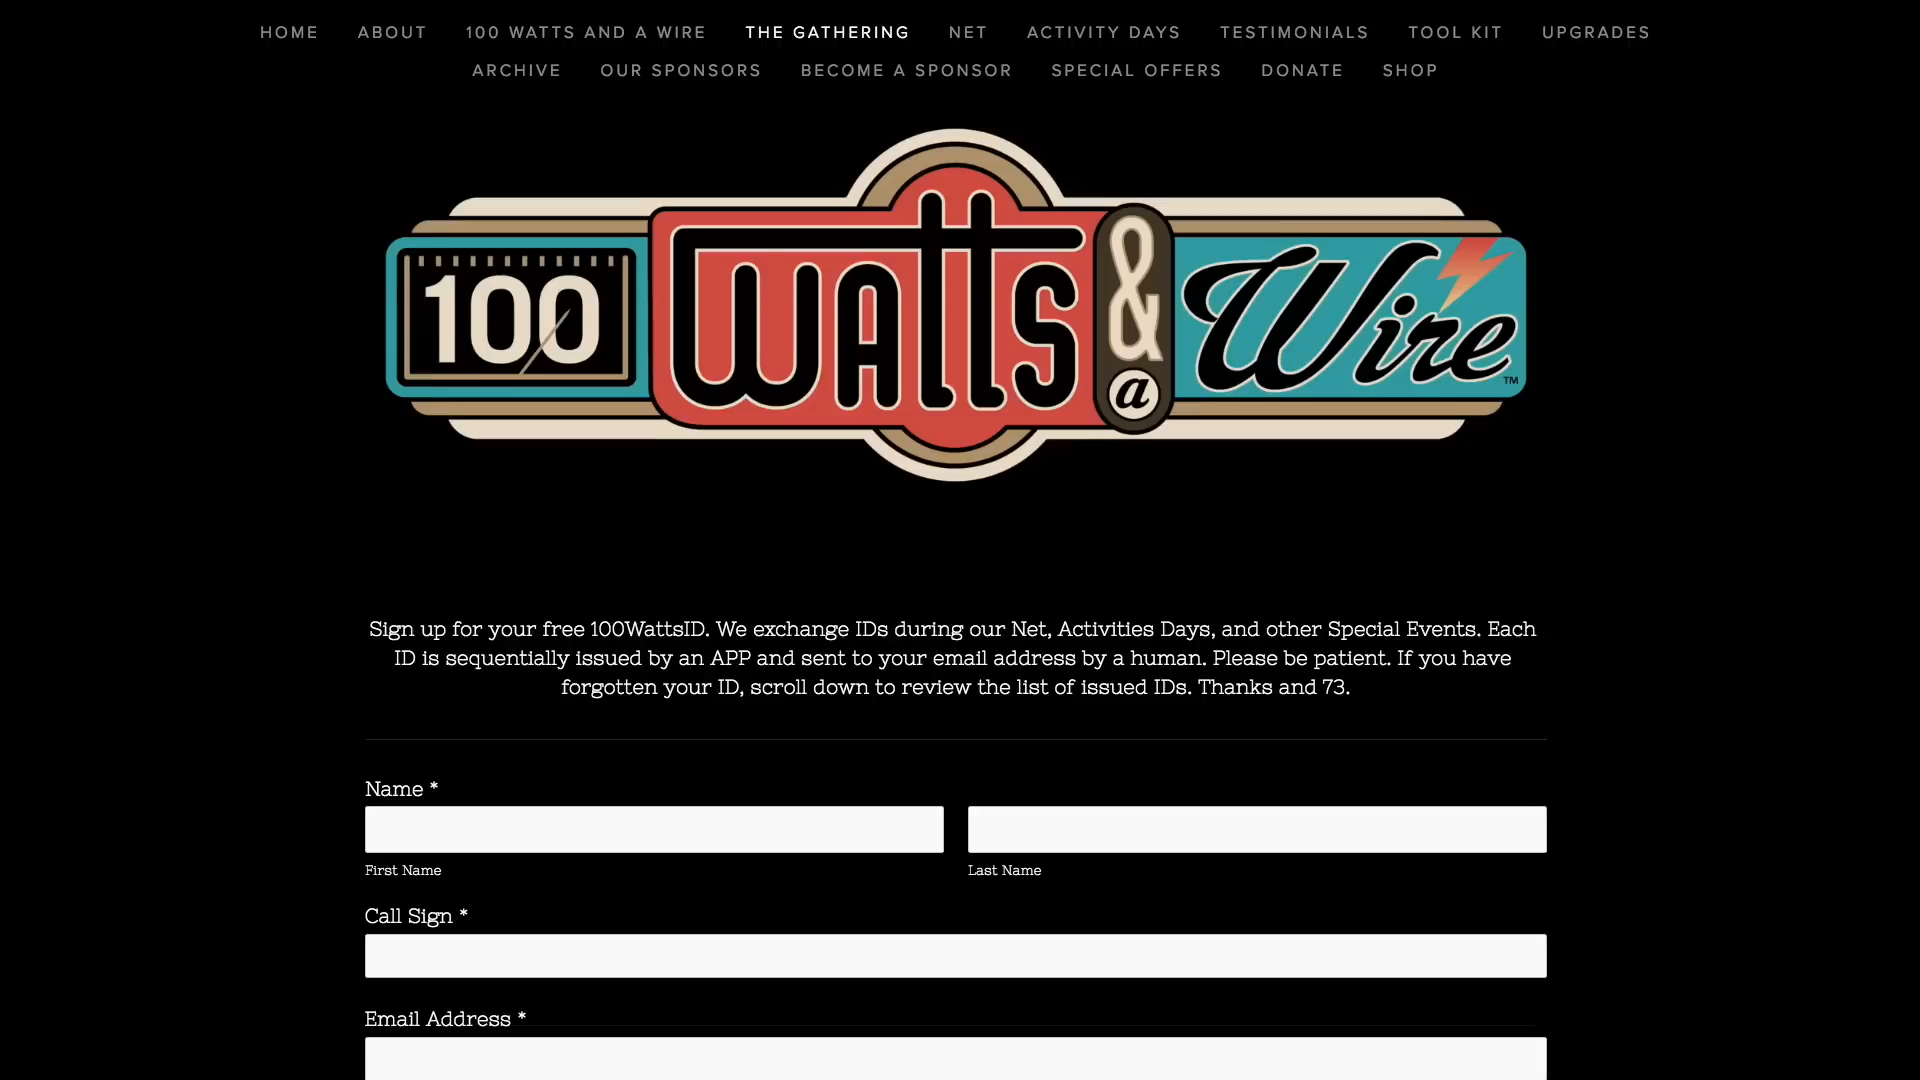 HOME ABOUT 100 WATTS AND A WIRE THE GATHERING NET ACTIVITY DAYS TESTIMONIALS TOOL KIT UPGRADES
ARCHIVE OUR SPONSORS BECOME A SPONSOR SPECIAL OFFERS DONATE SHOP
100 Watts & a Wire ™
Sign up for your free 100WattsID. We exchange IDs during our Net, Activities Days, and other Special Events. Each
ID is sequentially issued by an APP and sent to your email address by a human. Please be patient. If you have
forgotten your ID, scroll down to review the list of issued IDs. Thanks and 73.
Name *
First Name Last Name
Call Sign *
Email Address *